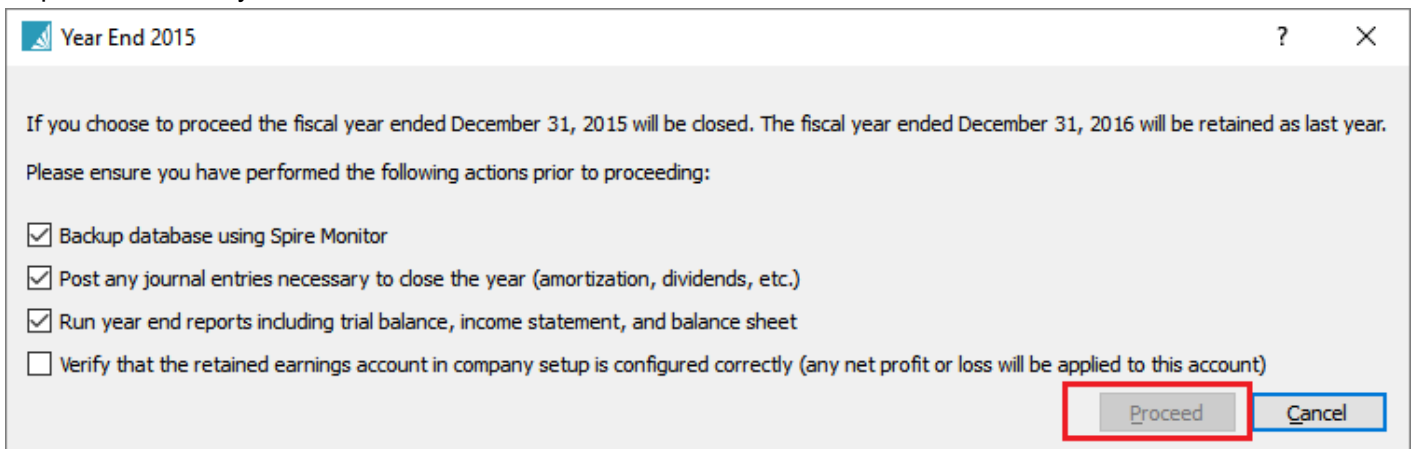 Year End 2015
?
If you choose to proceed the fiscal year ended December 31, 2015 will be closed. The fiscal year ended December 31, 2016 will be retained as last year.
Please ensure you have performed the following actions prior to proceeding:
Backup database using Spire Monitor
Post any journal entries necessary to close the year (amortization, dividends, etc.)
Run year end reports including trial balance, income statement, and balance sheet
Verify that the retained earnings account in company setup is configured correctly (any net profit or loss will be applied to this account)
Proceed
Cancel